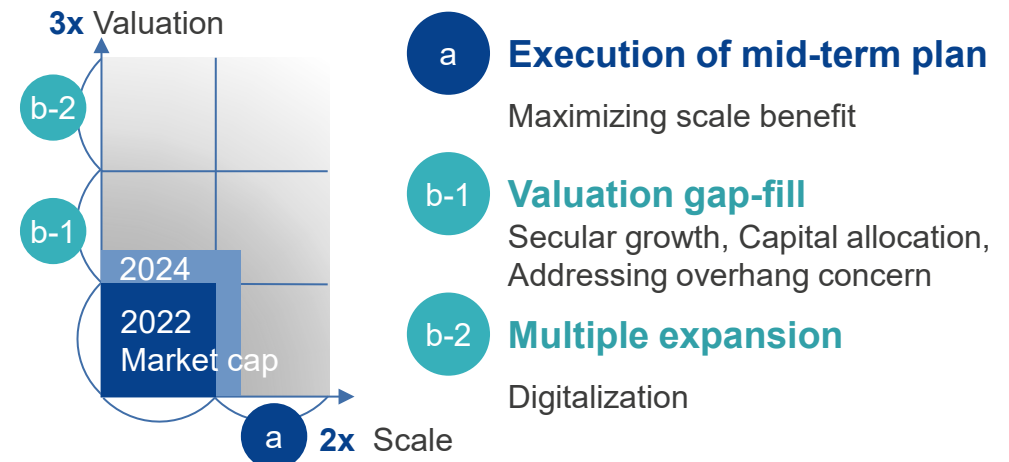 3x Valuation
b-2
b-1
2024
2022
Market cap
a
2x Scale
a
Execution of mid-term plan
Maximizing scale benefit
b-1
Valuation gap-fill
Secular growth, Capital allocation,
Addressing overhang concern
b-2
Multiple expansion
Digitalization